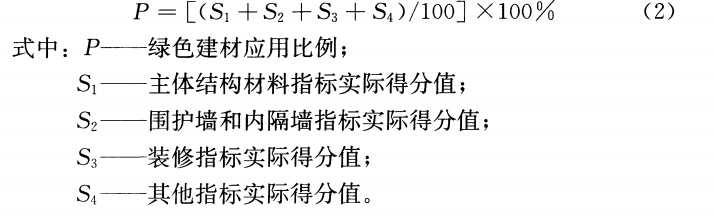 P=[(S₁+S₂+S₃+S₄)/100]×100% (2)
式中：P——绿色建材应用比例；
S₁——主体结构材料指标实际得分值；
S₂——围护墙和内隔墙指标实际得分值；
S₃——装修指标实际得分值；
S₄——其他指标实际得分值。